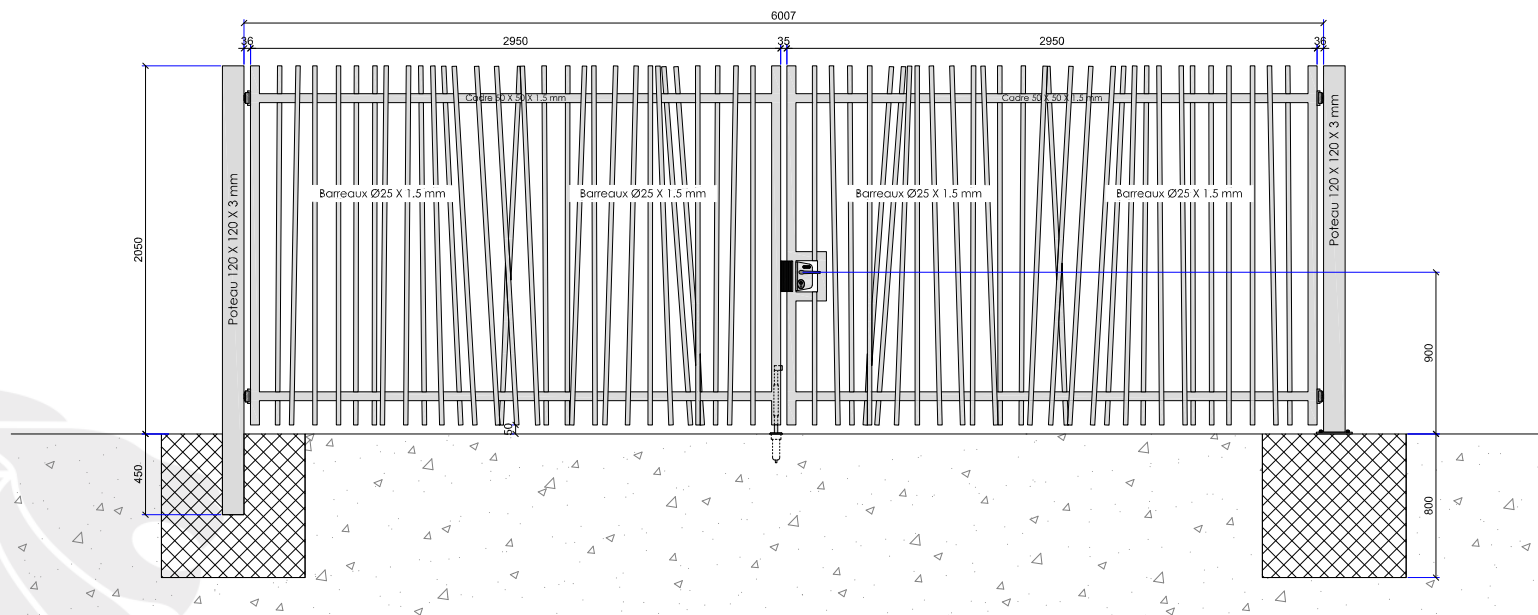 6007
36
2950
35
2950
36
Cadre 50 X 50 X 1.5 mm
Cadre 50 X 50 X 1.5 mm
Poteau 120 X 120 X 3 mm
Barreaux Ø25 X 1.5 mm
Barreaux Ø25 X 1.5 mm
Barreaux Ø25 X 1.5 mm
Barreaux Ø25 X 1.5 mm
Poteau 120 X 120 X 3 mm
2050
900
50
450
800